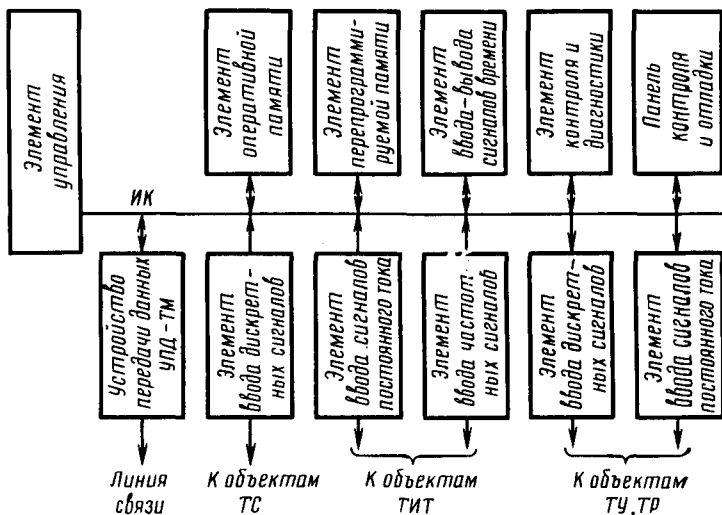 Элемент
управления
Элемент
оперативной
памяти
Элемент
перепрограмми-
руемой памяти
Элемент
ввода-вывода
сигналов времени
Элемент
контроля и
диагностики
Панель
контроля
и отладки
ИК
Устройство
передачи данных
УПД-ТМ
Элемент
ввода дискрет-
ных сигналов
Элемент
ввода сигналов
постоянного тока
Элемент
ввода частот-
ных сигналов
Элемент
ввода дискрет-
ных сигналов
Элемент
ввода сигналов
постоянного тока
Линия
связи
К объектам
ТС
К объектам
ТИТ
К объектам
ТУ, ТР